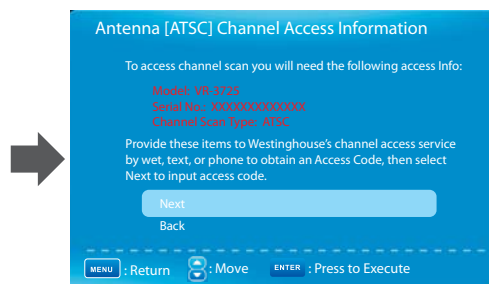 Antenna [ATSC] Channel Access Information
To access channel scan you will need the following access Info:
Model: VR-3725
Serial No.: XXXXXXXXXXXXX
Channel Scan Type: ATSC
Provide these items to Westinghouse's channel access service
by wet, text, or phone to obtain an Access Code, then select
Next to input access code.
Next
Back
MENU : Return : Move ENTER : Press to Execute